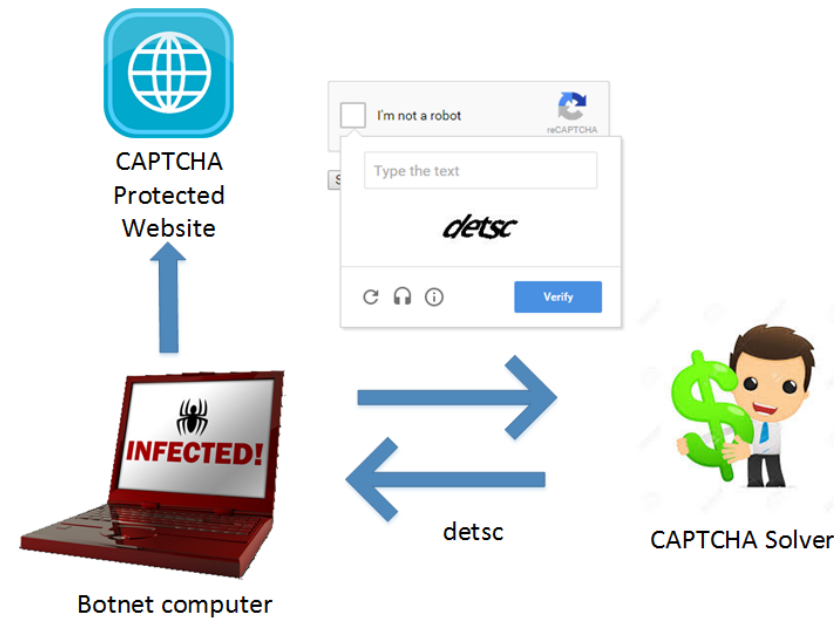 CAPTCHA
Protected
Website
I'm not a robot
reCAPTCHA
S
Type the text
detsc
Verify
INFECTED!
detsc
CAPTCHA Solver
Botnet computer